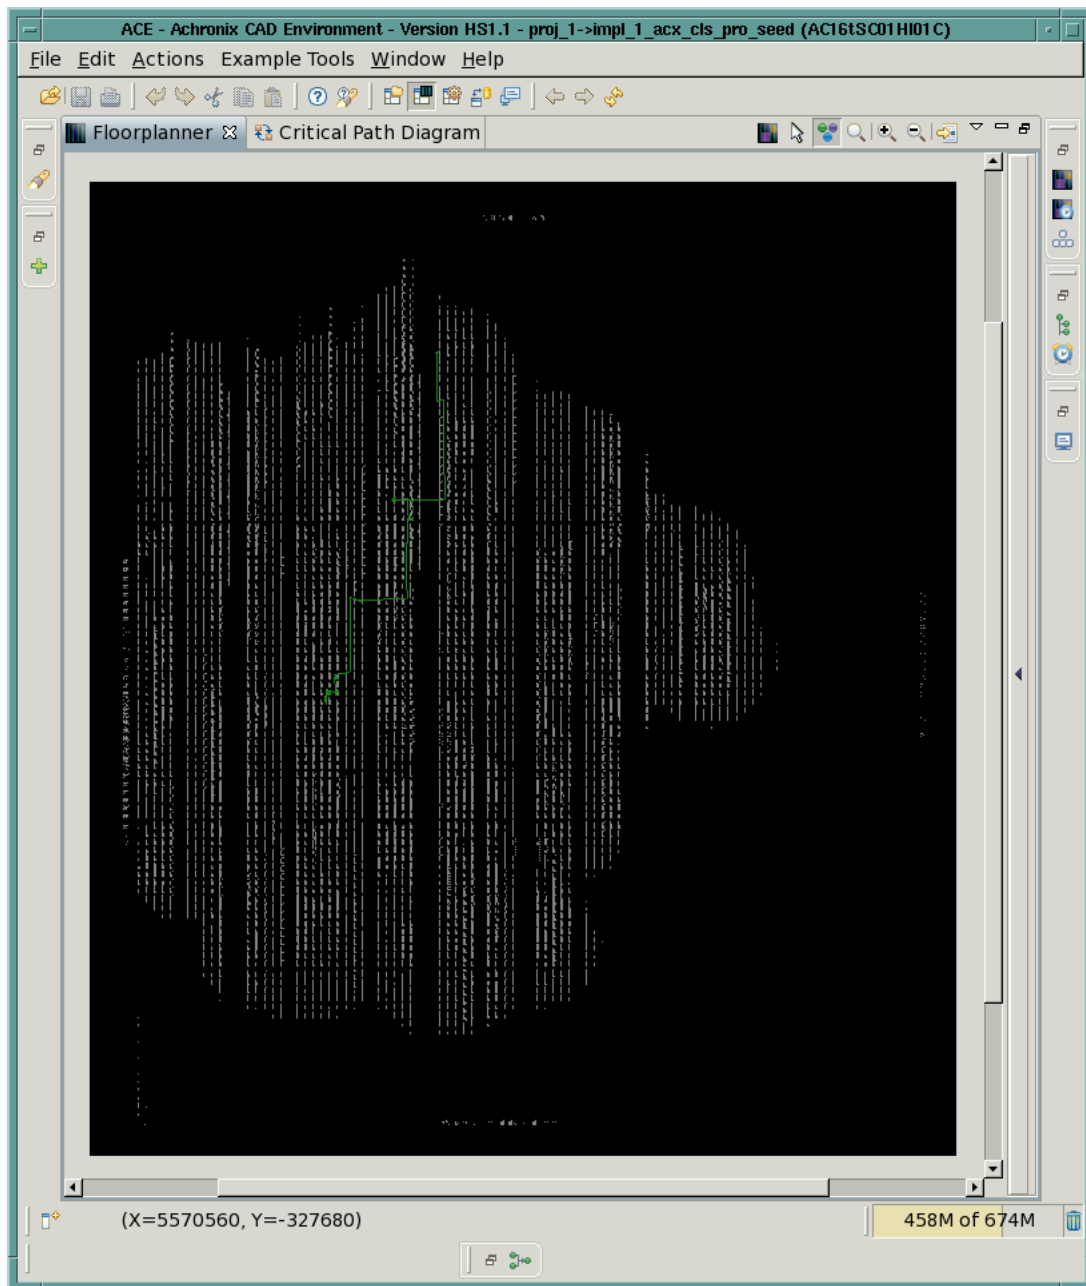 ACE - Achronix CAD Environment - Version HS1.1 - proj_1->impl_1_acx_cls_pro_seed (AC16tSC01HI01C)
File Edit Actions Example Tools Window Help
Floorplanner Critical Path Diagram
(X=5570560, Y=-327680)
458M of 674M